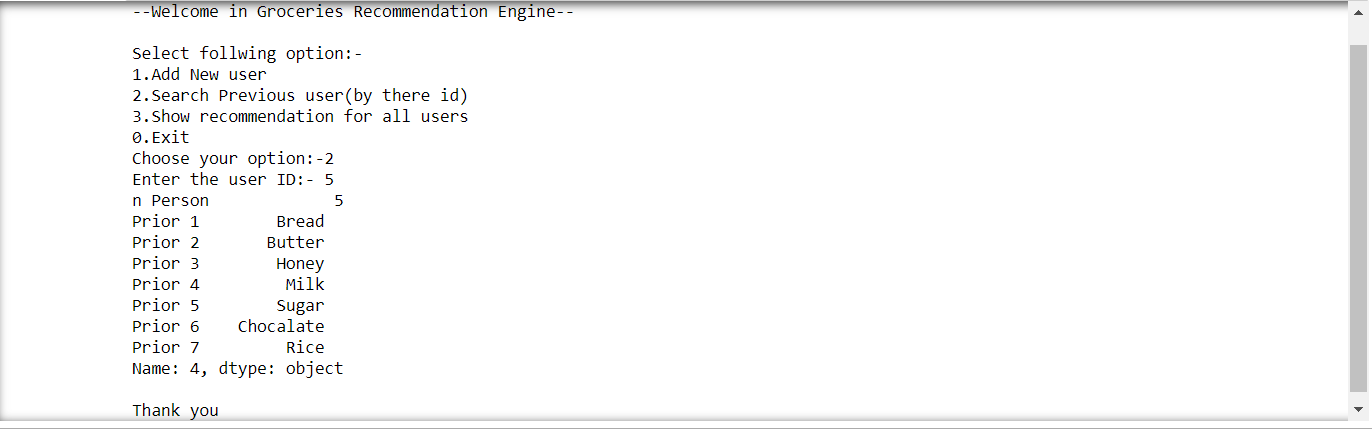 --Welcome in Groceries Recommendation Engine--
Select follwing option:-
1.Add New user
2.Search Previous user(by there id)
3.Show recommendation for all users
0.Exit
Choose your option:-2
Enter the user ID:- 5
n Person 5
Prior 1 Bread
Prior 2 Butter
Prior 3 Honey
Prior 4 Milk
Prior 5 Sugar
Prior 6 Chocalate
Prior 7 Rice
Name: 4, dtype: object
Thank you